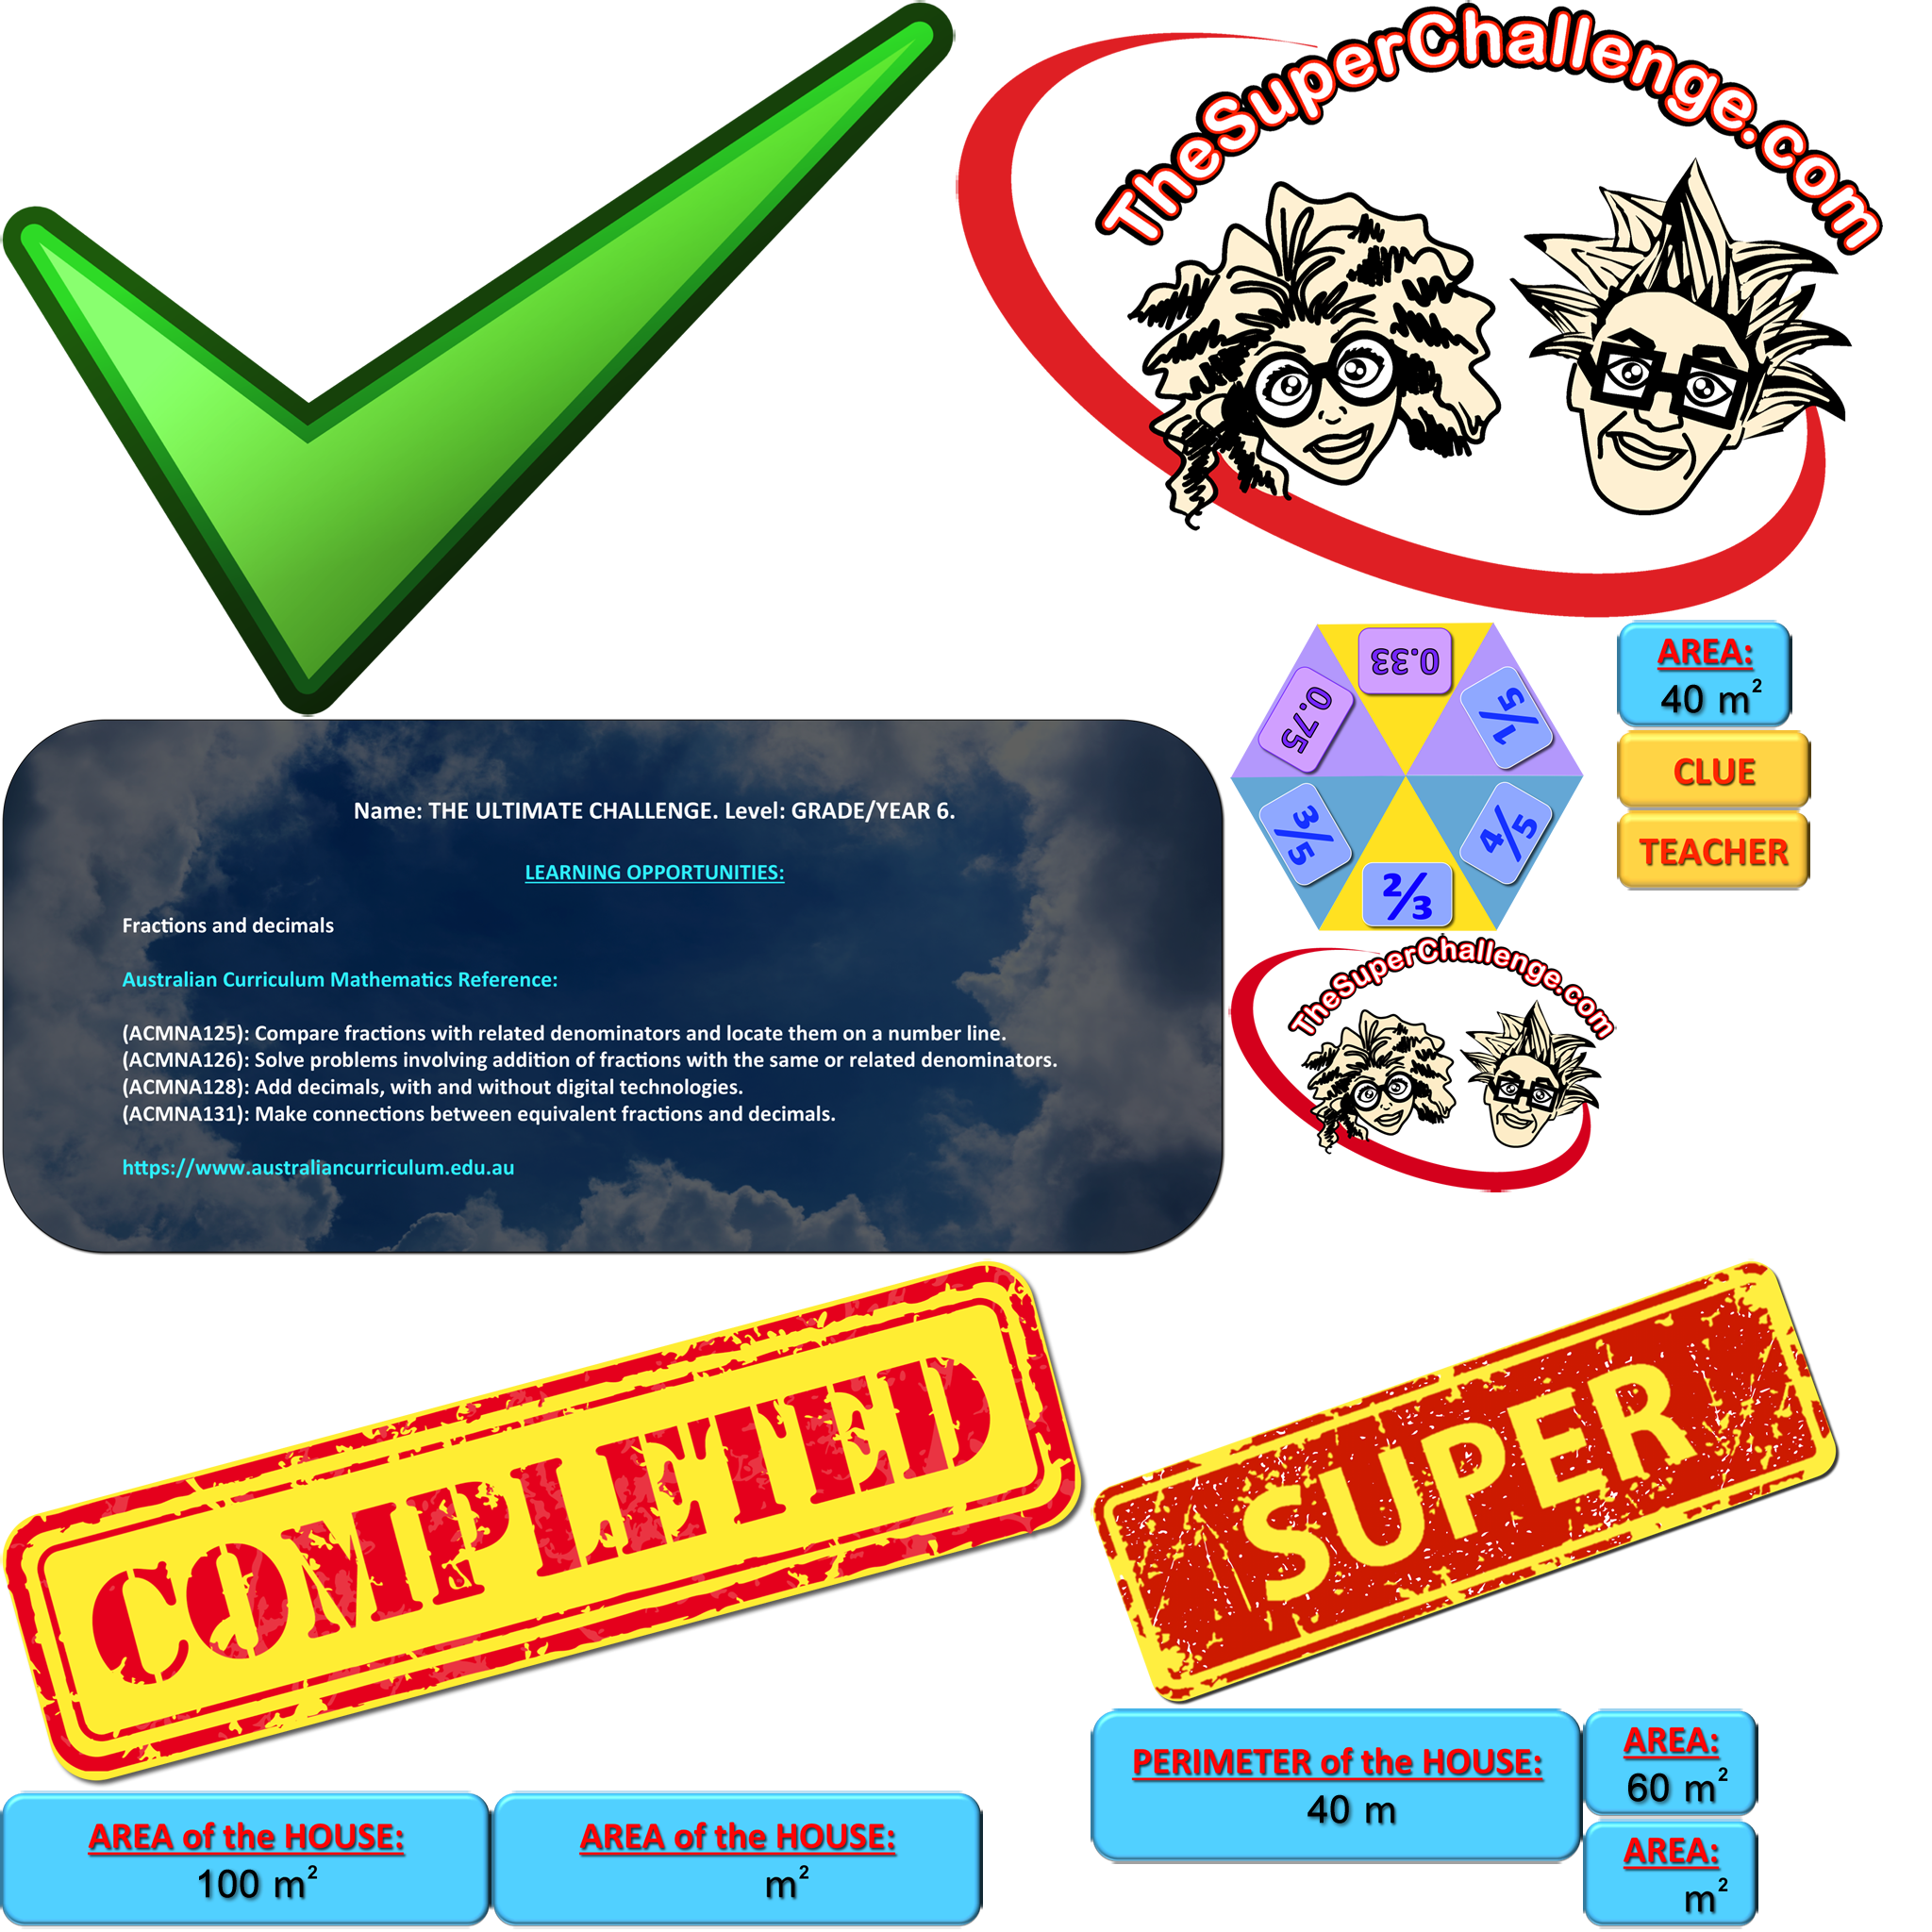 TheSuperChallenge.com
0.33
0.75
1/5
3/5
4/5
2/3
AREA:
40 m²
CLUE
TEACHER
Name: THE ULTIMATE CHALLENGE. Level: GRADE/YEAR 6.
LEARNING OPPORTUNITIES:
Fractions and decimals
Australian Curriculum Mathematics Reference:
(ACMNA125): Compare fractions with related denominators and locate them on a number line.
(ACMNA126): Solve problems involving addition of fractions with the same or related denominators.
(ACMNA128): Add decimals, with and without digital technologies.
(ACMNA131): Make connections between equivalent fractions and decimals.
https://www.australiancurriculum.edu.au
TheSuperChallenge.com
COMPLETED
SUPER
PERIMETER of the HOUSE:
40 m
AREA:
60 m²
AREA of the HOUSE:
100 m²
AREA of the HOUSE:
m²
AREA:
m²